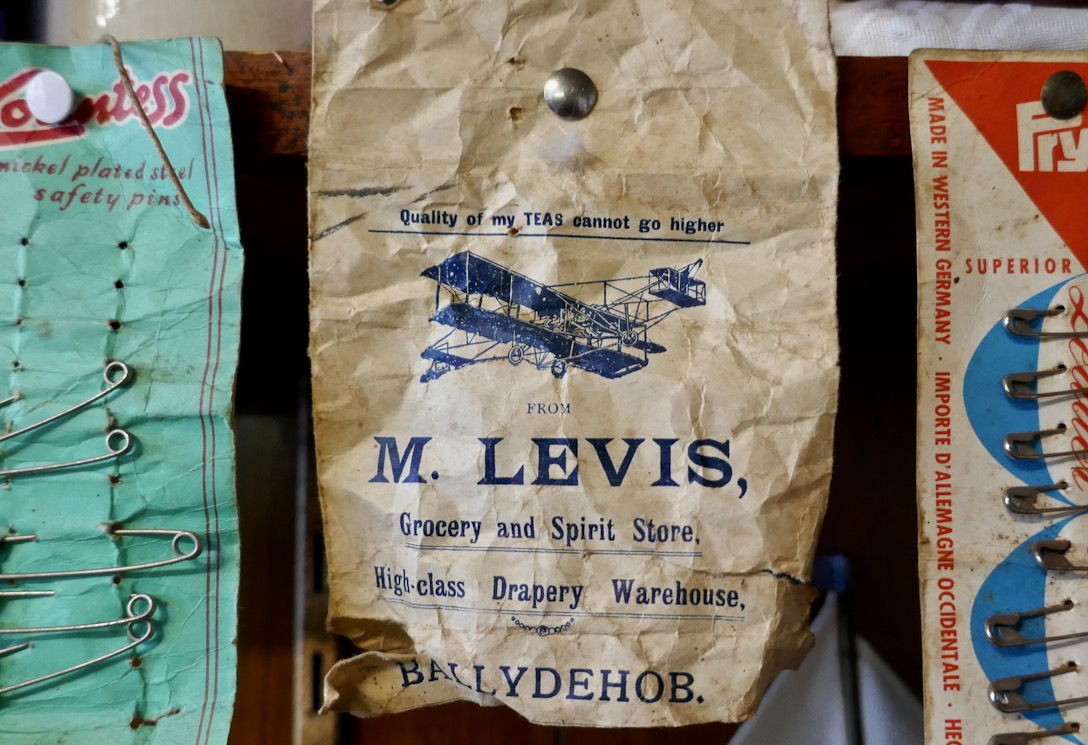 nickel plated steel
safety pins
Quality of my TEAS cannot go higher
FROM
M. LEVIS,
Grocery and Spirit Store,
High-class Drapery Warehouse,
BALLYDEHOB.
Fry
SUPERIOR
MADE IN WESTERN GERMANY · IMPORTE D'ALLEMAGNE OCCIDENTALE ·